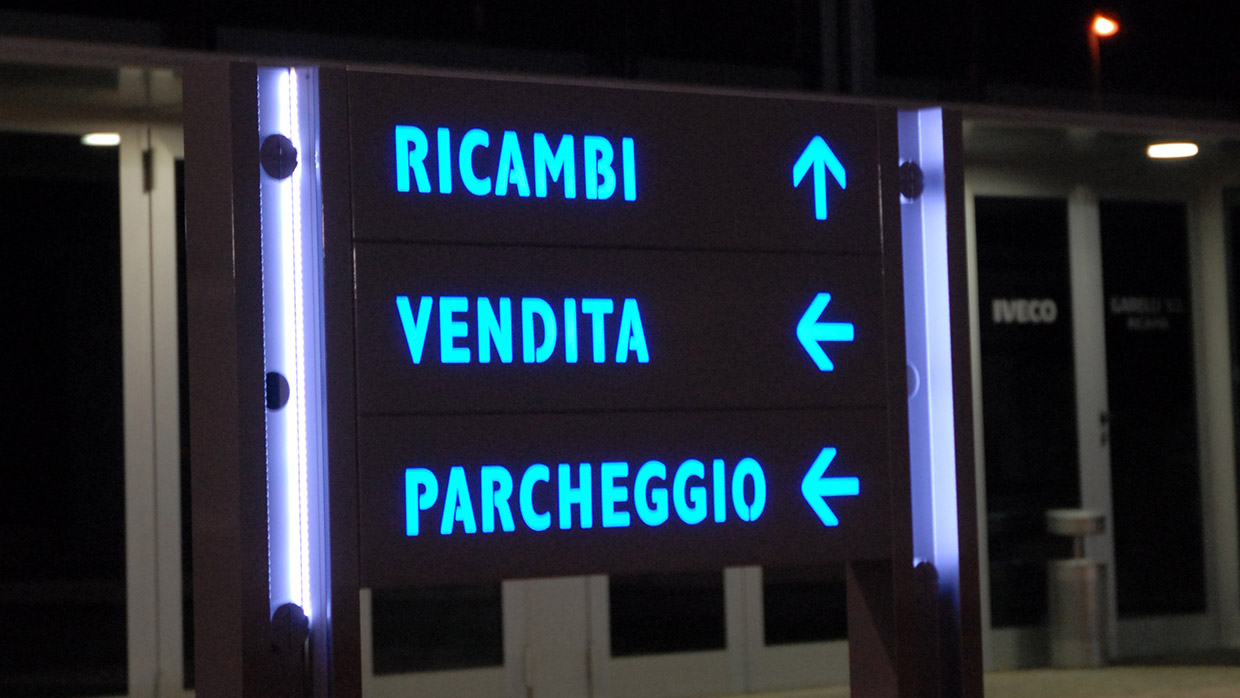 RICAMBI
VENDITA
PARCHEGGIO
IVECO